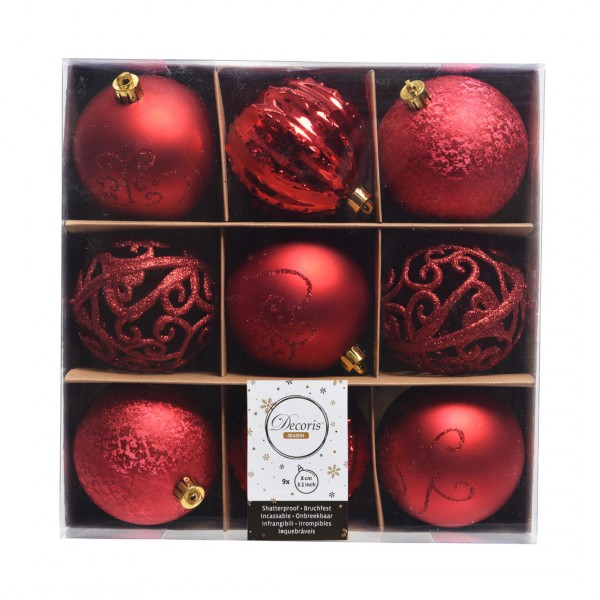 Decoris
SEASON
9x
8 cm
3.1 inch
Shatterproof • Bruchfest
Incassable • Onbreekbaar
Infrangibili • Irrompibles
Inquebráveis